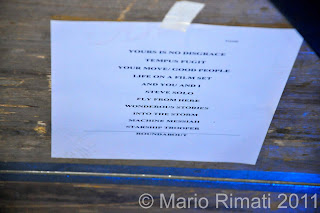 YOURS IS NO DISGRACE
TEMPUS FUGIT
YOUR MOVE/ GOOD PEOPLE
LIFE ON A FILM SET
AND YOU AND I
STEVE SOLO
FLY FROM HERE
WONDEROUS STORIES
INTO THE STORM
MACHINE MESSIAH
STARSHIP TROOPER
ROUNDABOUT
© Mario Rimati 2011